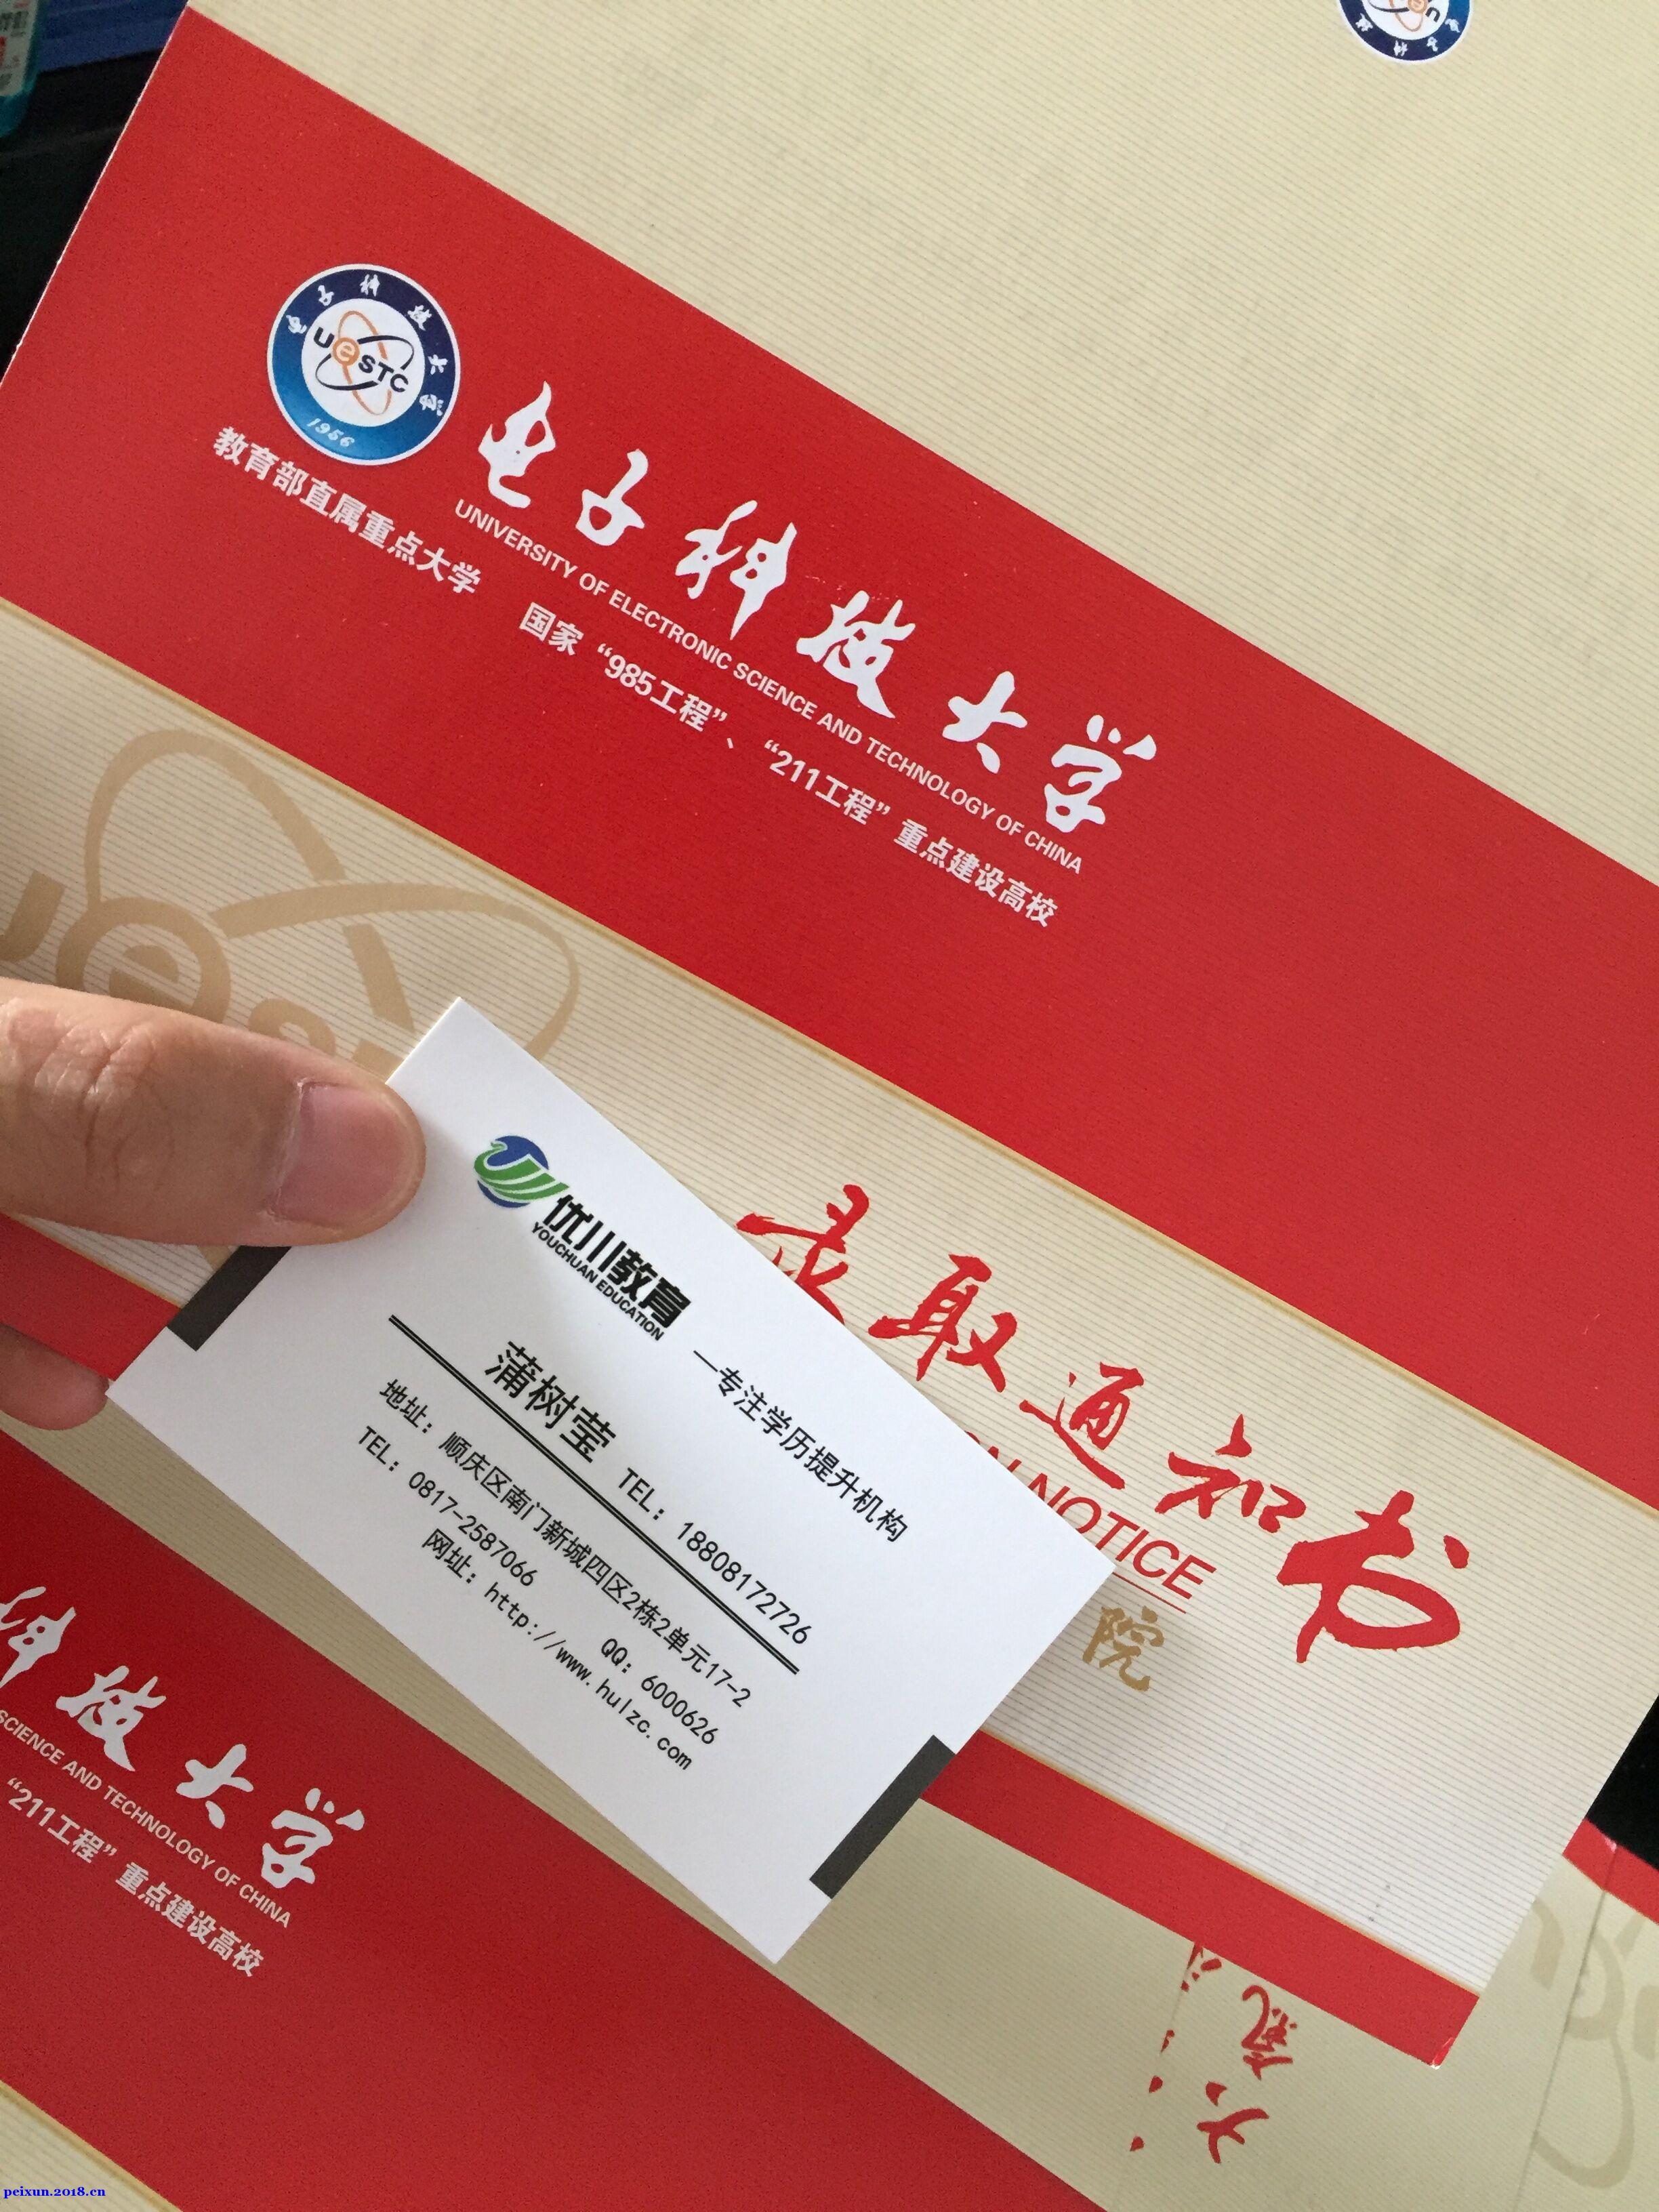 电子科技大学
UeSTC
1956
电子科技大学
UNIVERSITY OF ELECTRONIC SCIENCE AND TECHNOLOGY OF CHINA
教育部直属重点大学 国家“985工程”、“211工程”重点建设高校
录取通知书
NOTICE
院
优川教育
YOUCHUAN EDUCATION
—专注学历提升机构
蒲树莹 TEL: 18808172726
地址: 顺庆区南门新城四区2栋2单元17-2
TEL: 0817-2587066 QQ: 6000626
网址: http://www.hulzc.com
科技大学
SCIENCE AND TECHNOLOGY OF CHINA
“211工程”重点建设高校
peixun.2018.cn